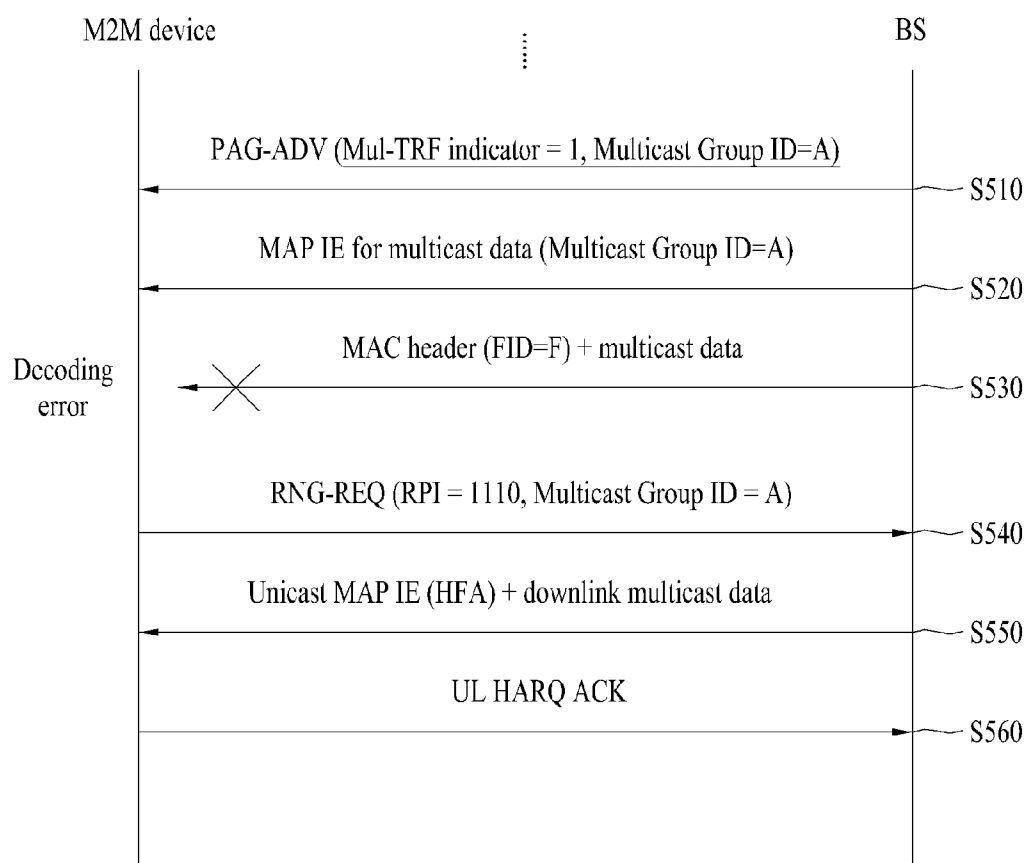 M2M device
BS
PAG-ADV (Mul-TRF indicator = 1, Multicast Group ID=A)
S510
MAP IE for multicast data (Multicast Group ID=A)
S520
MAC header (FID=F) + multicast data
S530
Decoding
error
RNG-REQ (RPI = 1110, Multicast Group ID = A)
S540
Unicast MAP IE (HFA) + downlink multicast data
S550
UL HARQ ACK
S560